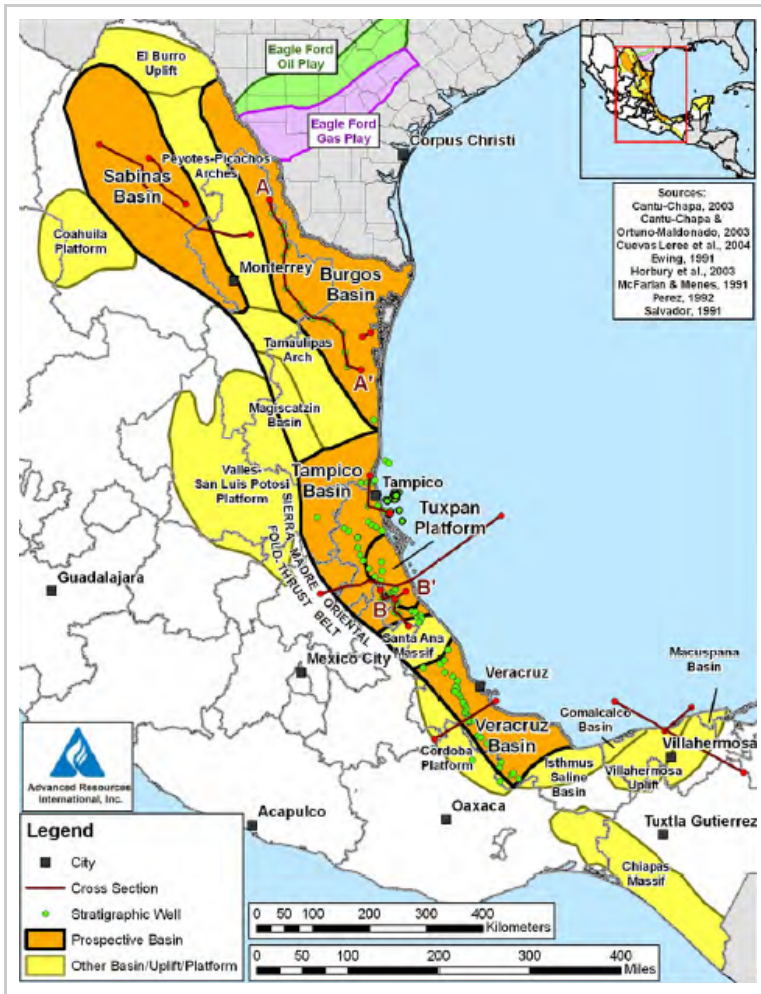 El Burro
Uplift
Eagle Ford
Oil Play
Eagle Ford
Gas Play
Corpus Christi
Peyotes-Picachos
Arches
Sabinas
Basin
A
Coahuila
Platform
Monterrey
Burgos
Basin
Sources:
Cantu-Chapa, 2003
Cantu-Chapa &
Ortuno-Maldonado, 2003
Cuevas Leree et al., 2004
Ewing, 1991
Horbury et al., 2003
McFarlan & Menes, 1991
Perez, 1992
Salvador, 1991
Tamaulipas
Arch
A'
Magiscatzin
Basin
Valles-
San Luis Potosi
Platform
Tampico
Basin
Tampico
Tuxpan
Platform
SIERRA MADRE ORIENTAL
FOLD-THRUST BELT
Guadalajara
B
B'
Santa Ana
Massif
Mexico City
Veracruz
Macuspana
Basin
Comalcalco
Basin
Veracruz
Basin
Cordoba
Platform
Villahermosa
Isthmus
Saline
Basin
Villahermosa
Uplift
Advanced Resources
International, Inc.
Acapulco
Oaxaca
Tuxtla Gutierrez
Chiapas
Massif
Legend
City
Cross Section
Stratigraphic Well
Prospective Basin
Other Basin/Uplift/Platform
0 50 100 200 300 400
Kilometers
0 50 100 200 300 400
Miles